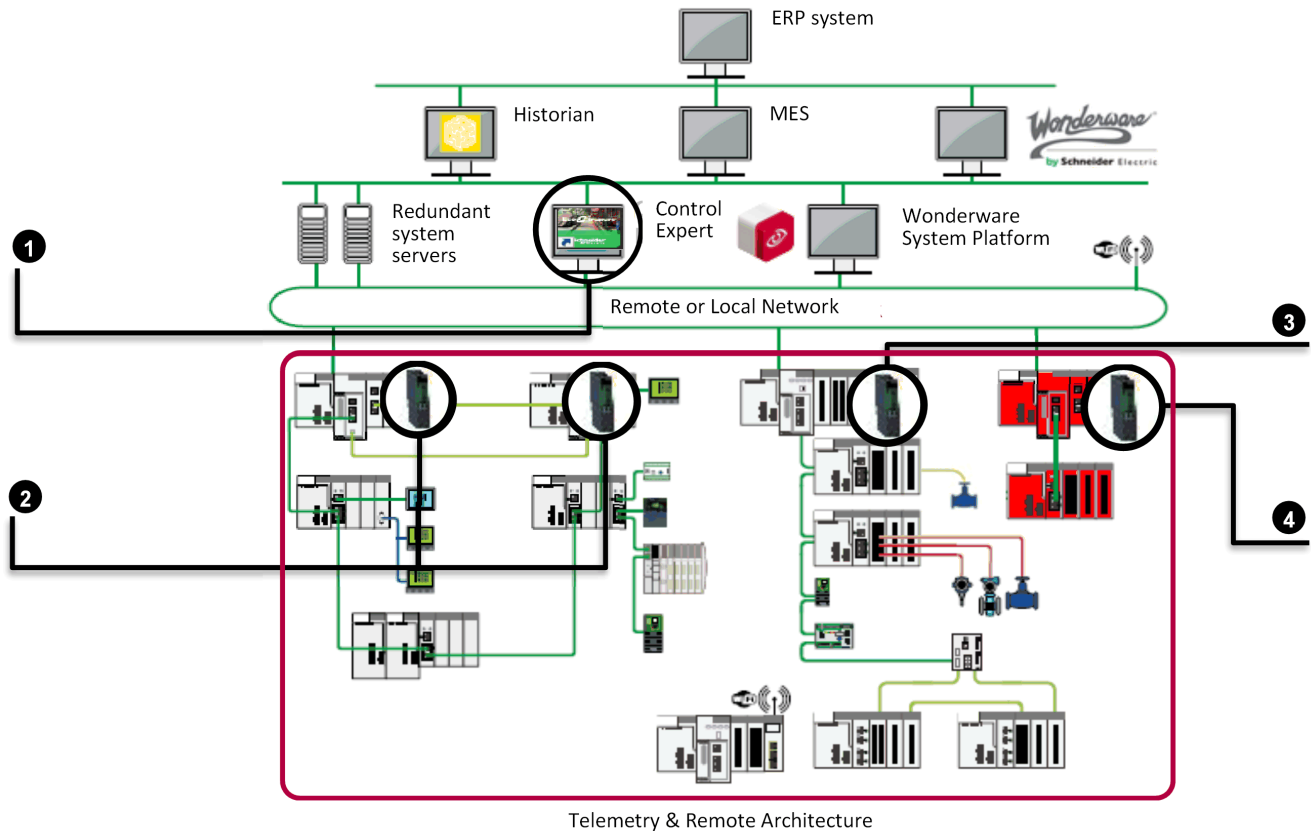 ERP system
Historian
MES
Wonderware
by Schneider Electric
Redundant
system
servers
Control
Expert
Wonderware
System Platform
1
Remote or Local Network
3
2
4
Telemetry & Remote Architecture